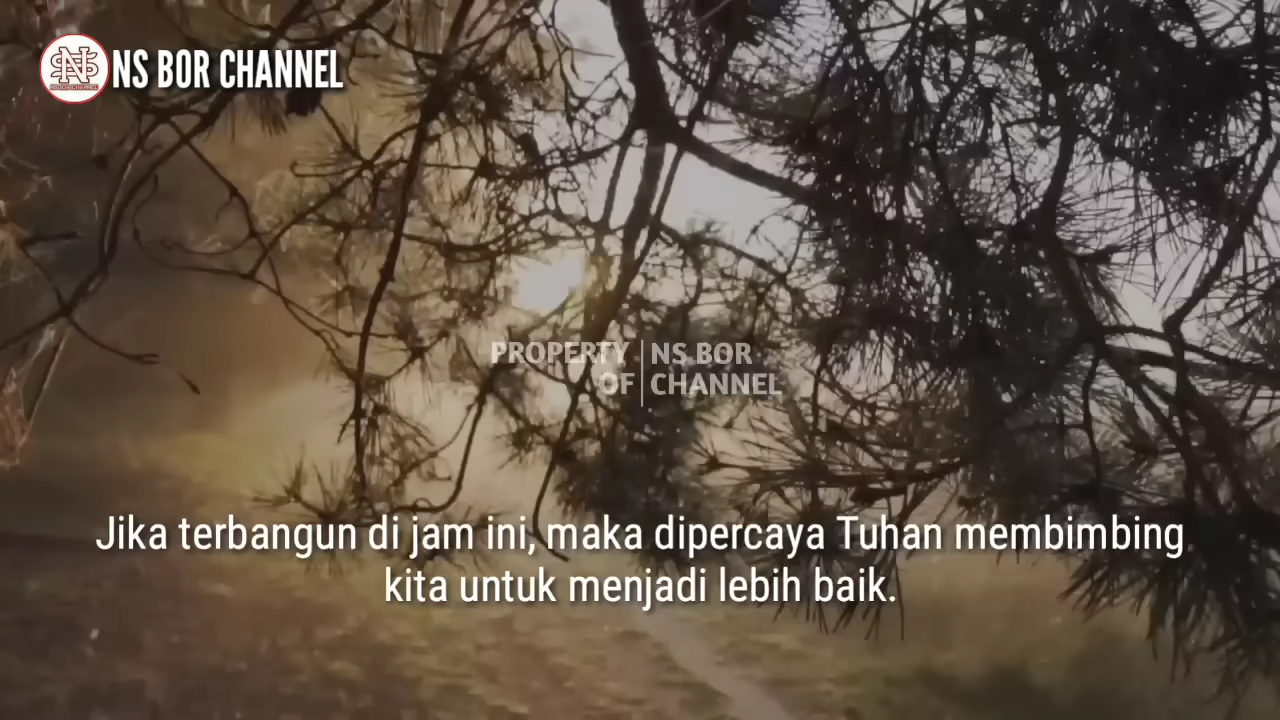 NS BOR CHANNEL
PROPERTY OF
NS BOR CHANNEL
Jika terbangun di jam ini, maka dipercaya Tuhan membimbing
kita untuk menjadi lebih baik.